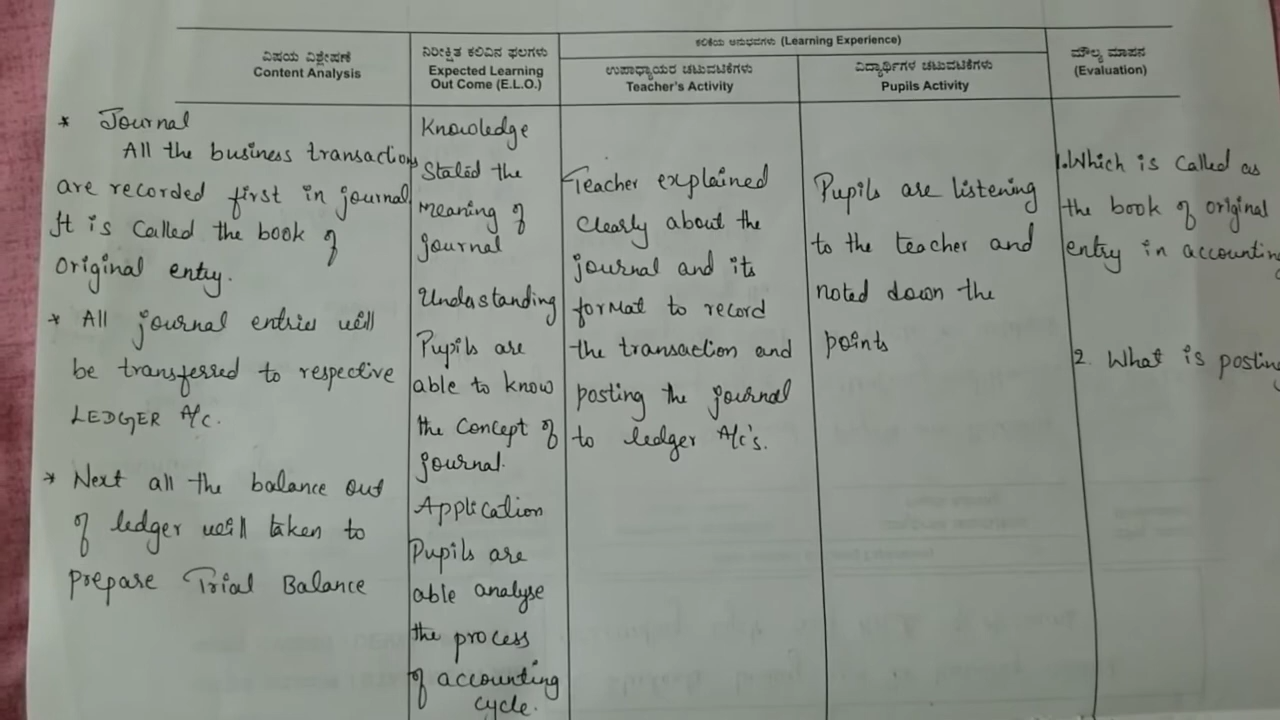 ವಿಷಯ ವಿಶ್ಲೇಷಣೆ
Content Analysis
* Journal
All the business transactions
are recorded first in journal
It is called the book of
original entry.
* All journal entries will
be transferred to respective
LEDGER A/c.
* Next all the balance out
of ledger will taken to
prepare Trial Balance
ನಿರೀಕ್ಷಿತ ಕಲಿವಿನ ಫಲಗಳು
Expected Learning
Out Come (E.L.O.)
Knowledge
Stated the
meaning of
journal
Understanding
Pupils are
able to know
the concept of
journal.
Application
Pupils are
able analyse
the process
of accounting
cycle.
ಕಲಿಕೆಯ ಅನುಭವಗಳು (Learning Experience)
ಉಪಾಧ್ಯಾಯರ ಚಟುವಟಿಕೆಗಳು
Teacher's Activity
Teacher explained
clearly about the
journal and its
format to record
the transaction and
posting the journal
to ledger A/c's.
ವಿದ್ಯಾರ್ಥಿಗಳ ಚಟುವಟಿಕೆಗಳು
Pupils Activity
Pupils are listening
to the teacher and
noted down the
points
ಮೌಲ್ಯ ಮಾಪನ
(Evaluation)
1. Which is called as
the book of original
entry in accounting
2. What is posting